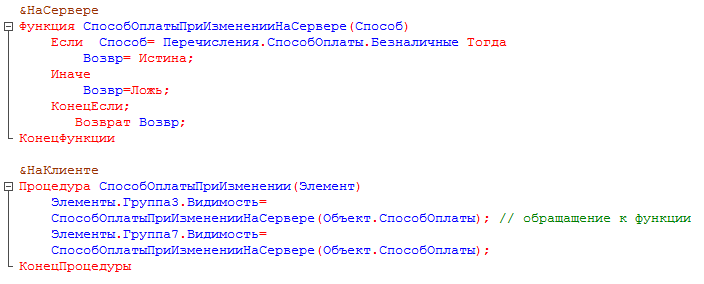 &НаСервере
Функция СпособОплатыПриИзмененииНаСервере(Способ)
Если Способ= Перечисления.СпособОплаты.Безналичные Тогда
Возвр= Истина;
Иначе
Возвр=Ложь;
КонецЕсли;
Возврат Возвр;
КонецФункции
&НаКлиенте
Процедура СпособОплатыПриИзменении(Элемент)
Элементы.Группа3.Видимость=
СпособОплатыПриИзмененииНаСервере(Объект.СпособОплаты); // обращащение к функции
Элементы.Группа7.Видимость=
СпособОплатыПриИзмененииНаСервере(Объект.СпособОплаты);
КонецПроцедуры